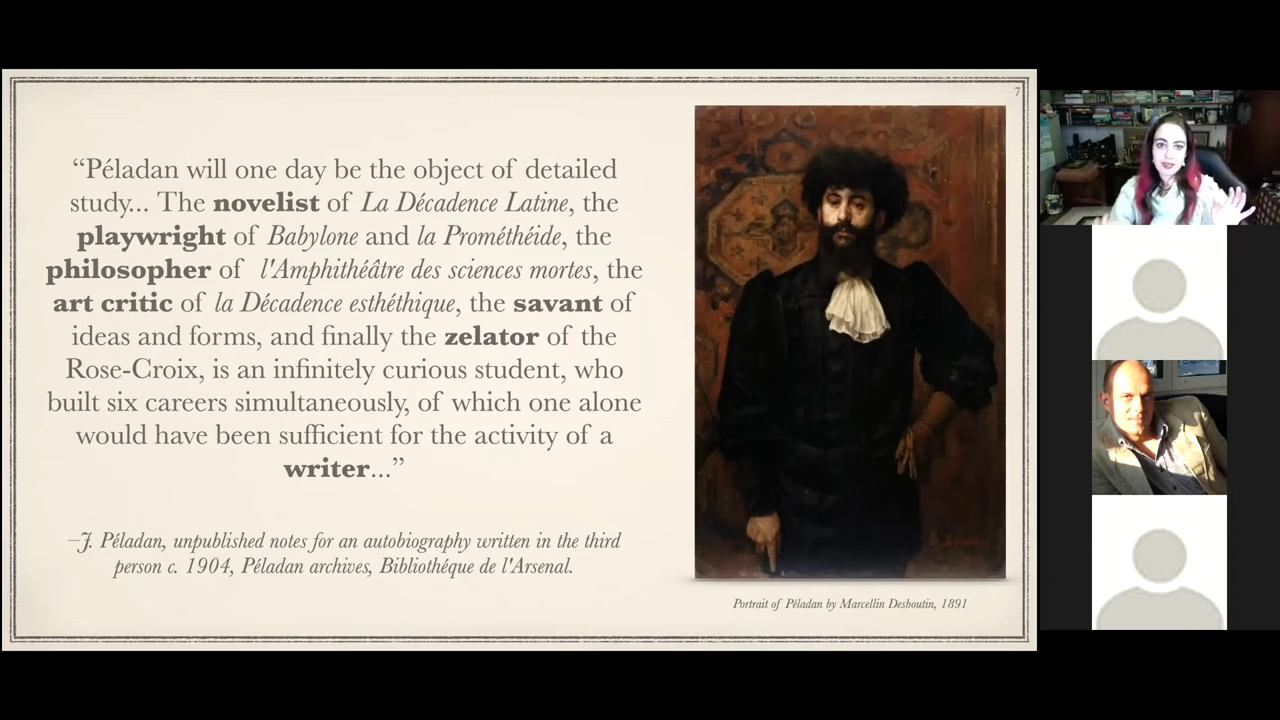 7
“Péladan will one day be the object of detailed
study... The novelist of La Décadence Latine, the
playwright of Babylone and la Prométhéide, the
philosopher of l'Amphithéâtre des sciences mortes, the
art critic of la Décadence esthéthique, the savant of
ideas and forms, and finally the zelator of the
Rose-Croix, is an infinitely curious student, who
built six careers simultaneously, of which one alone
would have been sufficient for the activity of a
writer...”
–J. Péladan, unpublished notes for an autobiography written in the third
person c. 1904, Péladan archives, Bibliothéque de l'Arsenal.
Portrait of Péladan by Marcellin Desboutin, 1891